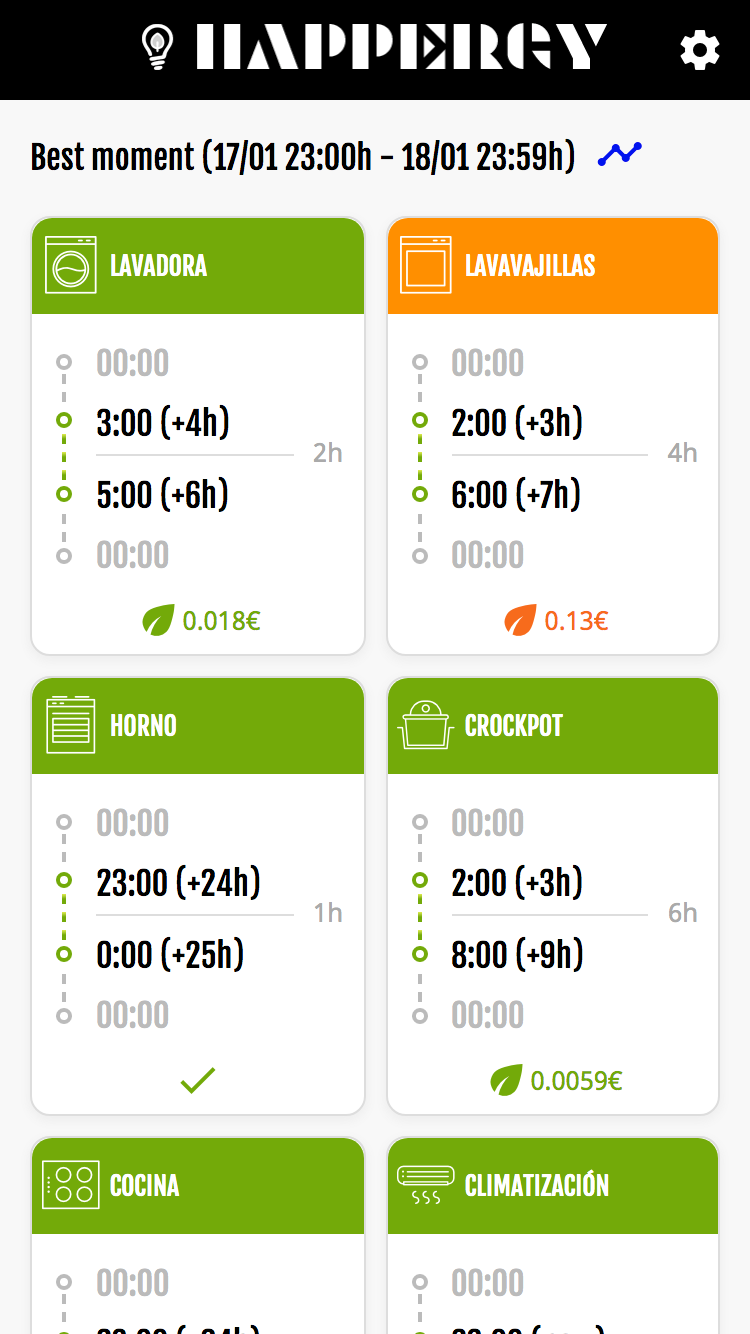 HAPPERGY
Best moment (17/01 23:00h - 18/01 23:59h)
LAVADORA
00:00
3:00 (+4h)
2h
5:00 (+6h)
00:00
0.018€
LAVAVAJILLAS
00:00
2:00 (+3h)
4h
6:00 (+7h)
00:00
0.13€
HORNO
00:00
23:00 (+24h)
1h
0:00 (+25h)
00:00
CROCKPOT
00:00
2:00 (+3h)
6h
8:00 (+9h)
00:00
0.0059€
COCINA
00:00
CLIMATIZACIÓN
00:00